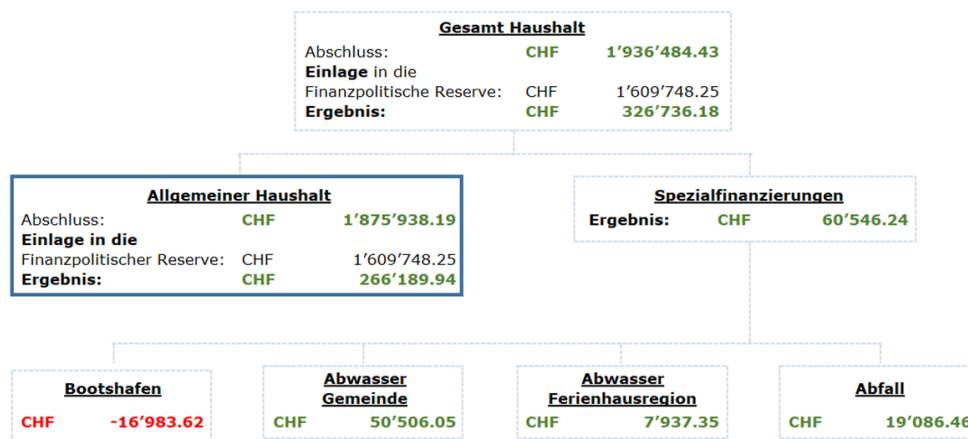 Gesamt Haushalt
Abschluss: CHF 1’936’484.43
Einlage in die
Finanzpolitische Reserve: CHF 1’609’748.25
Ergebnis: CHF 326’736.18
Allgemeiner Haushalt
Abschluss: CHF 1’875’938.19
Einlage in die
Finanzpolitischer Reserve: CHF 1’609’748.25
Ergebnis: CHF 266’189.94
Spezialfinanzierungen
Ergebnis: CHF 60’546.24
Bootshafen
CHF -16’983.62
Abwasser
Gemeinde
CHF 50’506.05
Abwasser
Ferienhausregion
CHF 7’937.35
Abfall
CHF 19’086.46